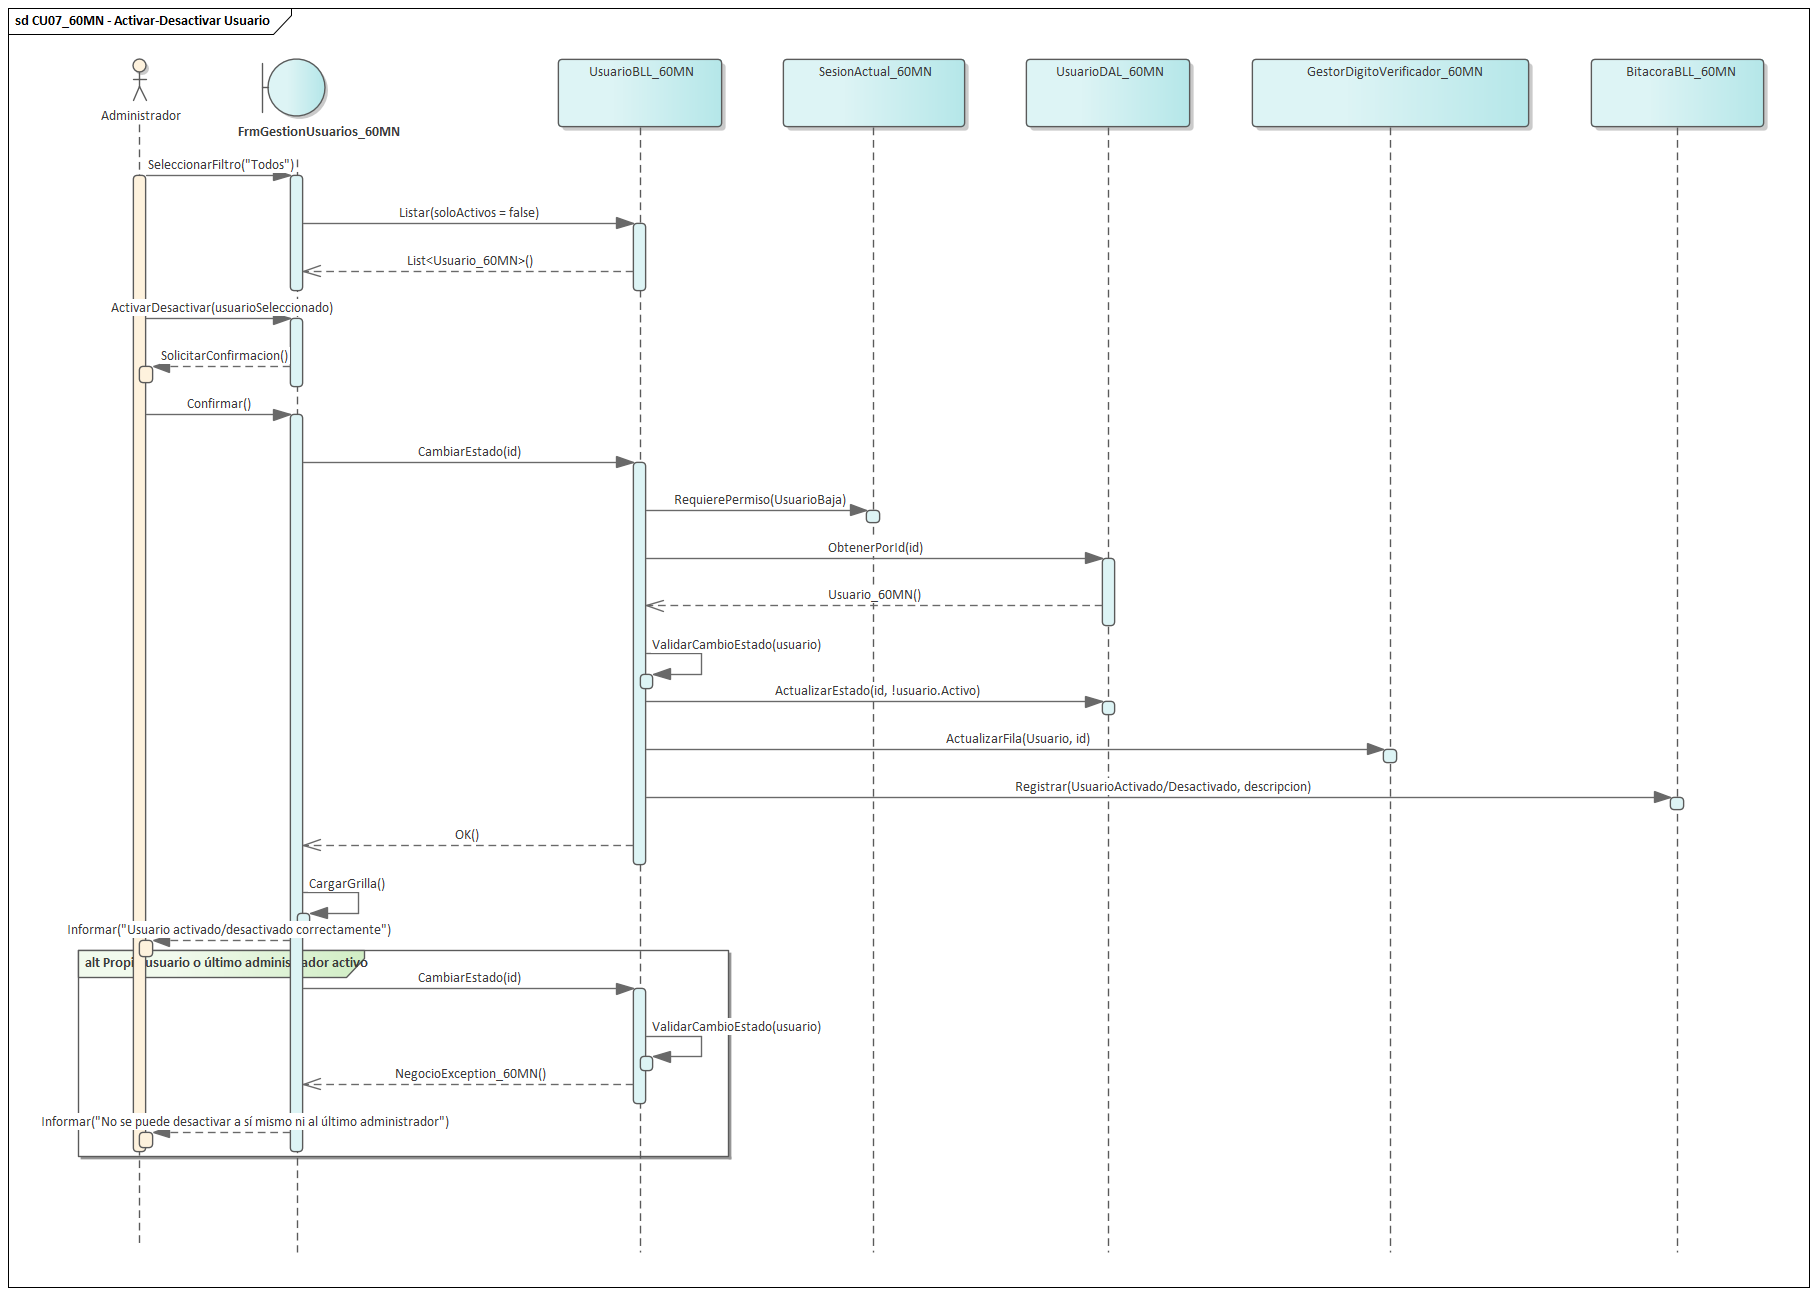 sd CU07_60MN - Activar-Desactivar Usuario
Administrador
FrmGestionUsuarios_60MN
UsuarioBLL_60MN
SesionActual_60MN
UsuarioDAL_60MN
GestorDigitoVerificador_60MN
BitacoraBLL_60MN
SeleccionarFiltro("Todos")
Listar(soloActivos = false)
List<Usuario_60MN>()
ActivarDesactivar(usuarioSeleccionado)
SolicitarConfirmacion()
Confirmar()
CambiarEstado(id)
RequierePermiso(UsuarioBaja)
ObtenerPorId(id)
Usuario_60MN()
ValidarCambioEstado(usuario)
ActualizarEstado(id, !usuario.Activo)
ActualizarFila(Usuario, id)
Registrar(UsuarioActivado/Desactivado, descripcion)
OK()
CargarGrilla()
Informar("Usuario activado/desactivado correctamente")
alt Propio usuario o último administrador activo
CambiarEstado(id)
ValidarCambioEstado(usuario)
NegocioException_60MN()
Informar("No se puede desactivar a sí mismo ni al último administrador")